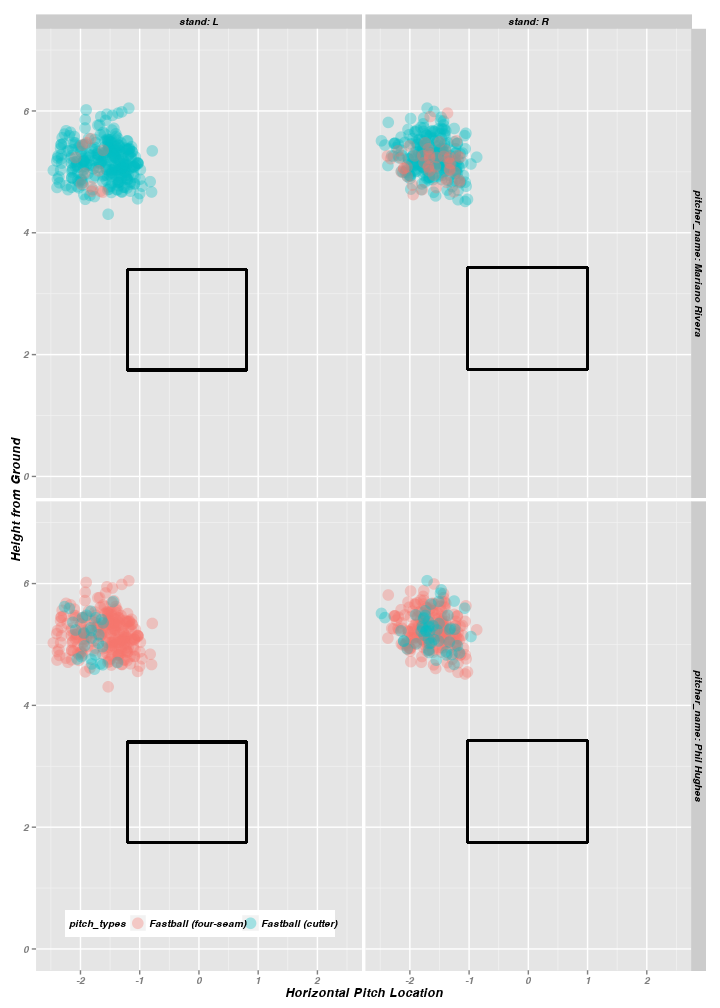 stand: L
stand: R
6
4
2
0
pitcher_name: Mariano Rivera
Height from Ground
6
4
2
0
pitcher_name: Phil Hughes
pitch_types Fastball (four-seam) Fastball (cutter)
-2 -1 0 1 2
-2 -1 0 1 2
Horizontal Pitch Location